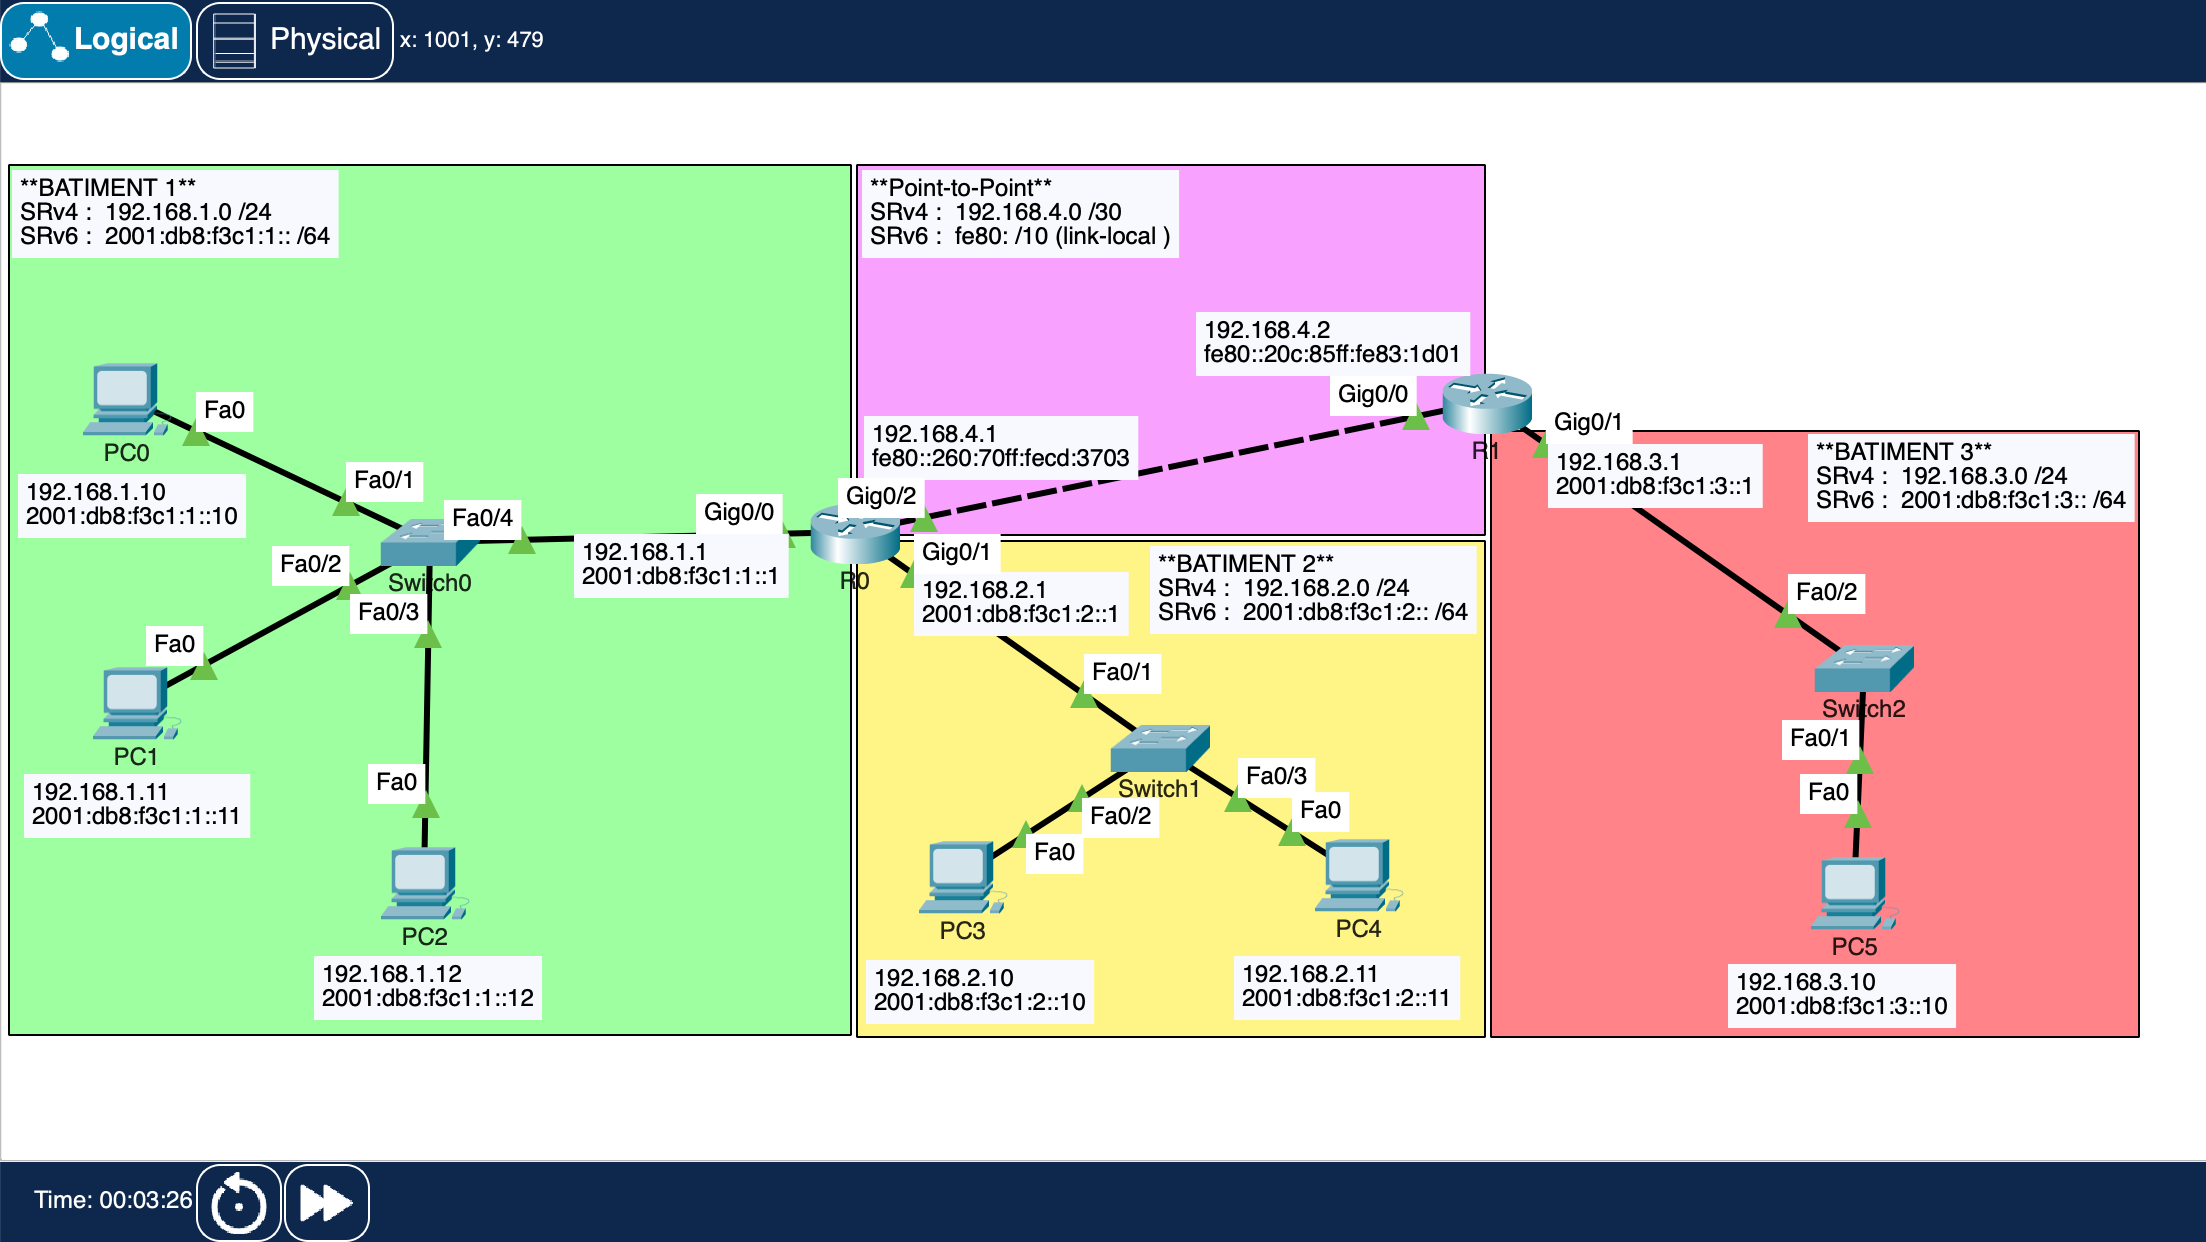 Logical
Physical
x: 1001, y: 479
**BATIMENT 1**
SRv4 : 192.168.1.0 /24
SRv6 : 2001:db8:f3c1:1:: /64
**Point-to-Point**
SRv4 : 192.168.4.0 /30
SRv6 : fe80: /10 (link-local )
192.168.4.2
fe80::20c:85ff:fe83:1d01
Gig0/0
R1
Gig0/1
192.168.4.1
fe80::260:70ff:fecd:3703
Gig0/2
192.168.3.1
2001:db8:f3c1:3::1
**BATIMENT 3**
SRv4 : 192.168.3.0 /24
SRv6 : 2001:db8:f3c1:3:: /64
Fa0
PC0
192.168.1.10
2001:db8:f3c1:1::10
Fa0/1
Fa0/4
Gig0/0
192.168.1.1
2001:db8:f3c1:1::1
R0
Switch0
Fa0/2
Fa0/3
Gig0/1
192.168.2.1
2001:db8:f3c1:2::1
**BATIMENT 2**
SRv4 : 192.168.2.0 /24
SRv6 : 2001:db8:f3c1:2:: /64
Fa0/2
Switch2
Fa0/1
Fa0
Fa0
PC1
192.168.1.11
2001:db8:f3c1:1::11
Fa0
PC2
192.168.1.12
2001:db8:f3c1:1::12
Fa0/1
Switch1
Fa0/2
Fa0
Fa0/3
Fa0
PC3
192.168.2.10
2001:db8:f3c1:2::10
PC4
192.168.2.11
2001:db8:f3c1:2::11
PC5
192.168.3.10
2001:db8:f3c1:3::10
Time: 00:03:26